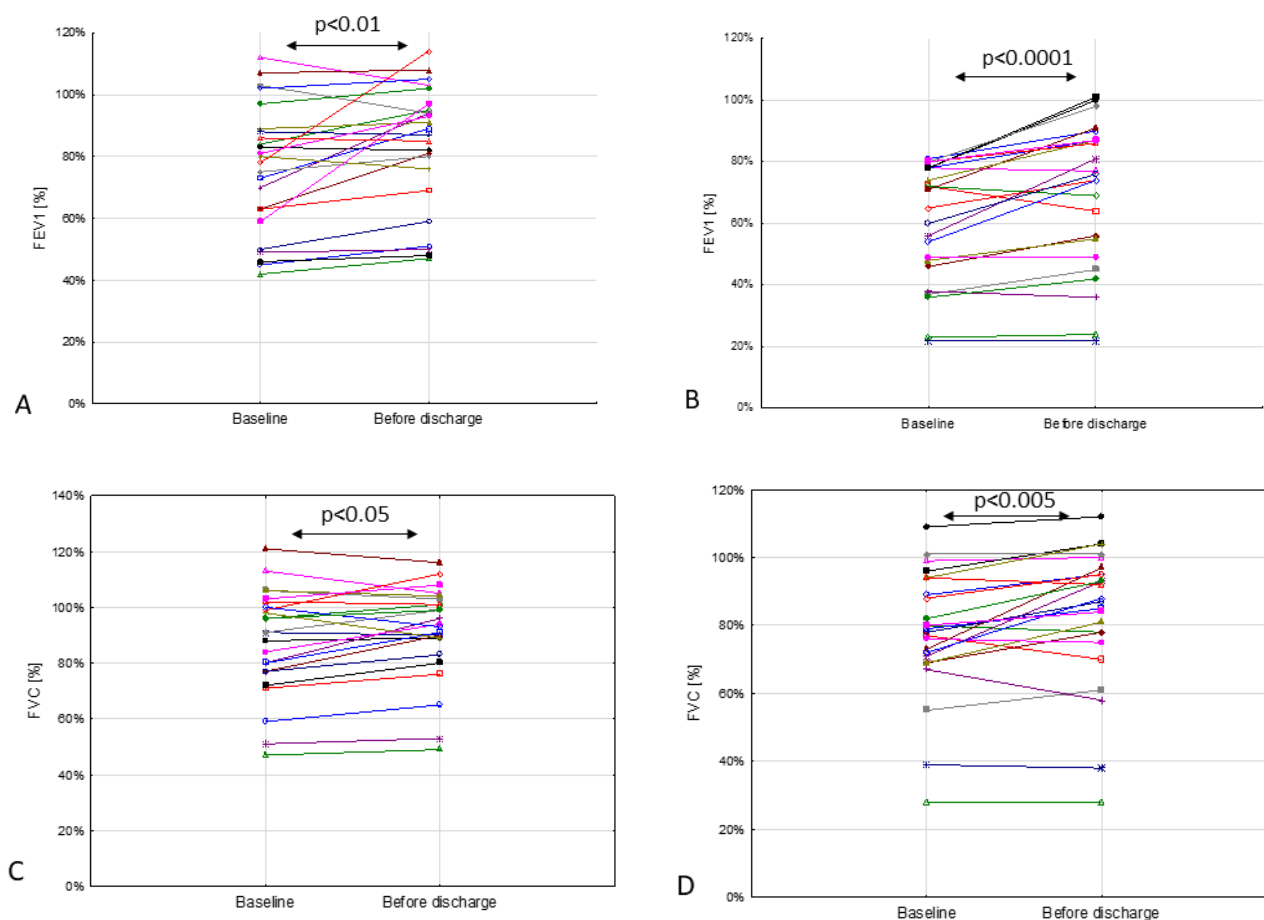 p<0.01
120%
100%
80%
60%
40%
20%
0%
FEV1 [%]
Baseline
Before discharge
A
p<0.0001
120%
100%
80%
60%
40%
20%
0%
FEV1 [%]
Baseline
Before discharge
B
p<0.05
140%
120%
100%
80%
60%
40%
20%
0%
FVC [%]
Baseline
Before discharge
C
p<0.005
120%
100%
80%
60%
40%
20%
0%
FVC [%]
Baseline
Before discharge
D